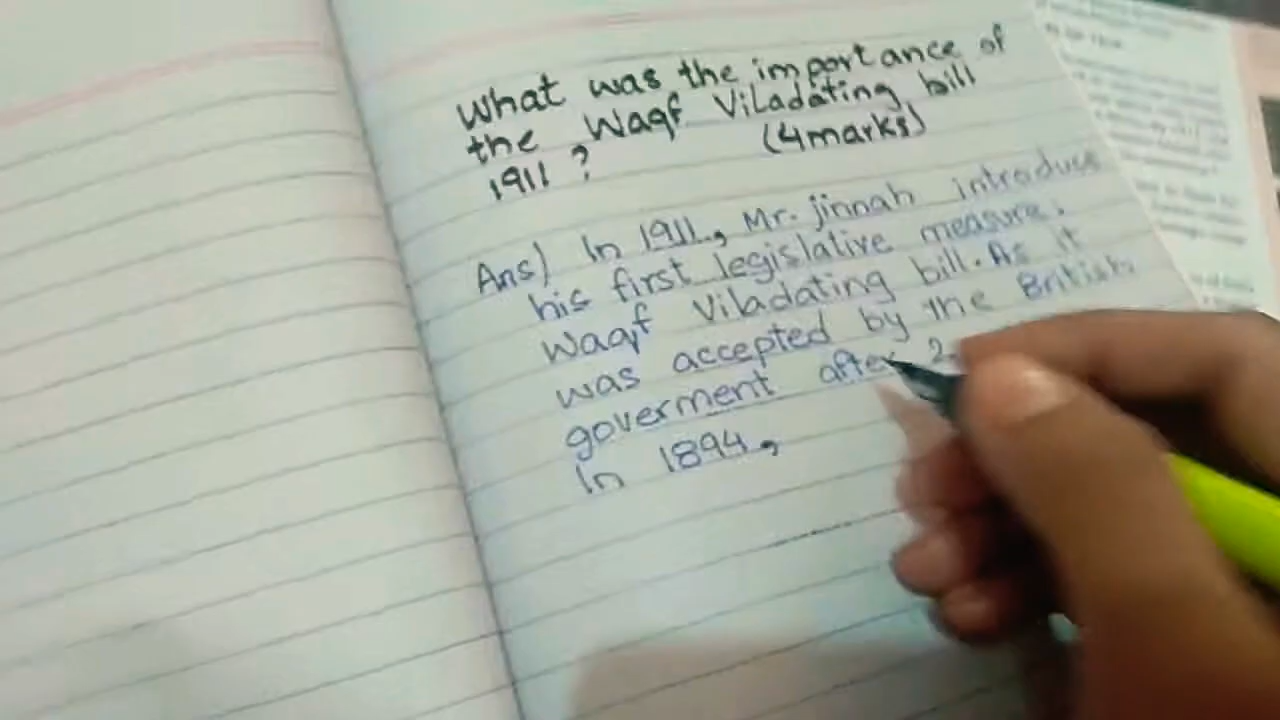 What was the importance of
the Waqf Viladating bill
1911 ? (4marks)
Ans) In 1911, Mr. jinnah introduce
his first legislative measure.
Waqf Viladating bill. As it
was accepted by the British
goverment after 2
In 1894,